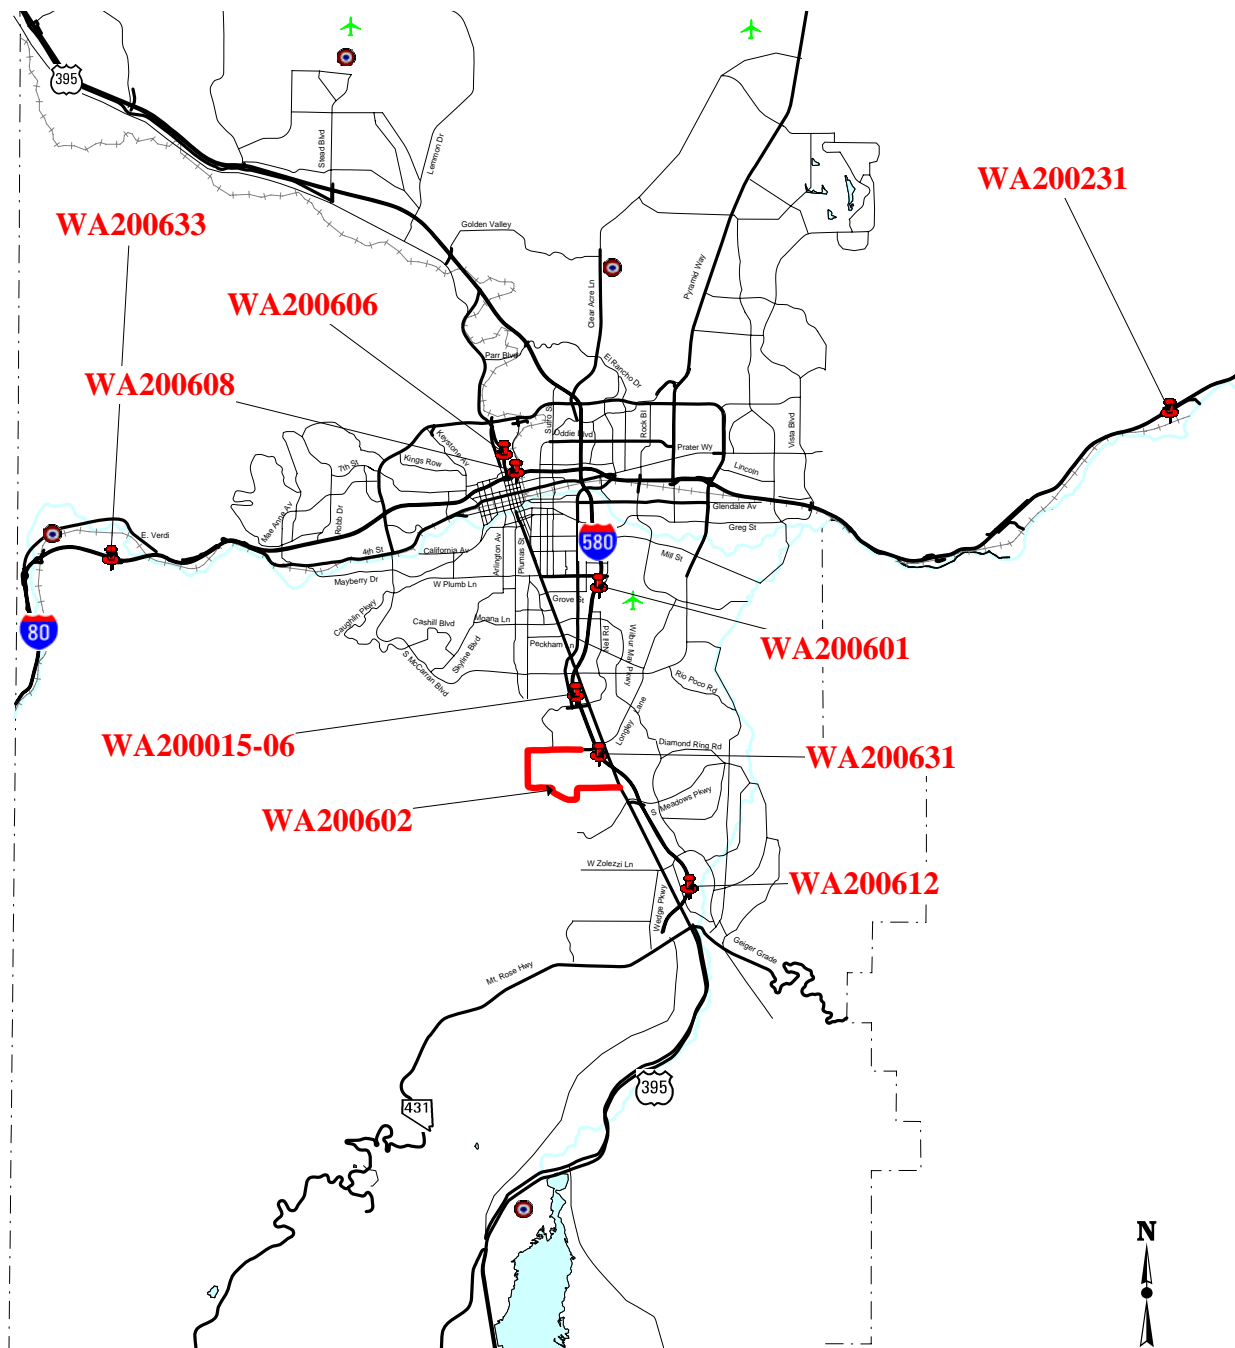 395
Stead Blvd
Lemmon Dr
WA200231
WA200633
Golden Valley
Pyramid Way
WA200606
Clear Acre Ln
Parr Blvd
El Rancho Dr
WA200608
Sutro St
Rock Bl
Vista Blvd
Oddie Blvd
Keystone Av
Prater Wy
Kings Row
7th St
Lincoln
Mae Anne Av
Robb Dr
Glendale Av
Greg St
E. Verdi
580
4th St
California Av
Arlington Av
Plumas St
Mill St
Mayberry Dr
W Plumb Ln
Grove St
Caughlin Pkwy
Cashill Blvd
Moana Ln
80
Skyline Blvd
Peckham Ln
Neil Rd
Wilbur May Pkwy
WA200601
S McCarran Blvd
Rio Poco Rd
Longley Lane
WA200015-06
Diamond Ring Rd
WA200631
S. Meadows Pkwy
WA200602
W Zolezzi Ln
WA200612
Wedge Pkwy
Geiger Grade
Mt. Rose Hwy
395
431
N